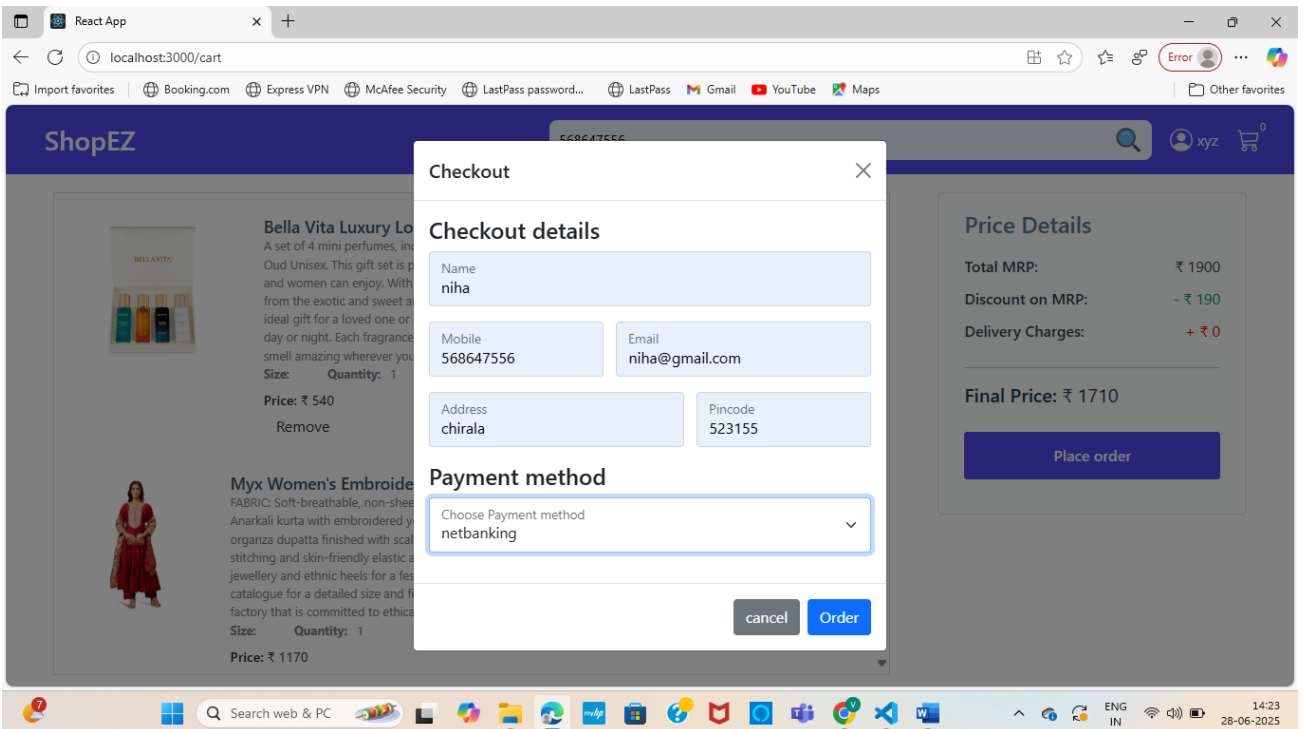 React App
localhost:3000/cart
Error
Import favorites
Booking.com
Express VPN
McAfee Security
LastPass password...
LastPass
Gmail
YouTube
Maps
Other favorites
ShopEZ
568647556
xyz
0
Checkout
Checkout details
Name
niha
Mobile
568647556
Email
niha@gmail.com
Address
chirala
Pincode
523155
Payment method
Choose Payment method
netbanking
cancel
Order
BELLAVITA
Bella Vita Luxury Lo
A set of 4 mini perfumes, inc
Oud Unisex. This gift set is p
and women can enjoy. With
from the exotic and sweet a
ideal gift for a loved one or
day or night. Each fragrance
smell amazing wherever you
Size: Quantity: 1
Price: ₹ 540
Remove
Myx Women's Embroide
FABRIC: Soft-breathable, non-shee
Anarkali kurta with embroidered y
organza dupatta finished with scal
stitching and skin-friendly elastic a
jewellery and ethnic heels for a fes
catalogue for a detailed size and fi
factory that is committed to ethica
Size: Quantity: 1
Price: ₹ 1170
Price Details
Total MRP: ₹ 1900
Discount on MRP: - ₹ 190
Delivery Charges: + ₹ 0
Final Price: ₹ 1710
Place order
7
Search web & PC
myhp
V
W
ENG
IN
14:23
28-06-2025